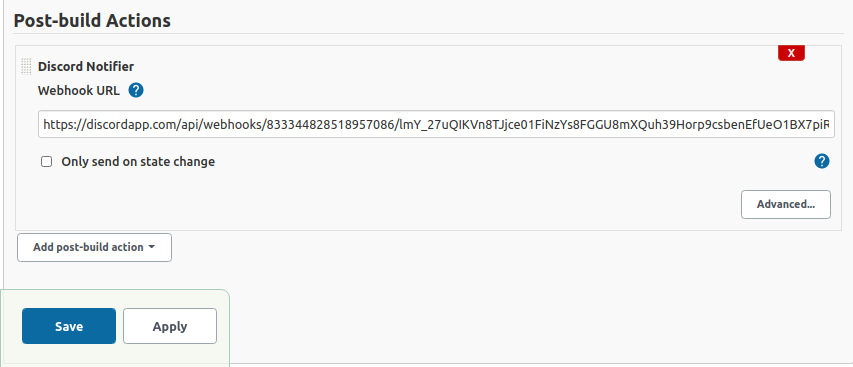 Post-build Actions
X
Discord Notifier
Webhook URL ?
https://discordapp.com/api/webhooks/833344828518957086/lmY_27uQIKVn8TJjce01FiNzYs8FGGU8mXQuh39Horp9csbenEfUeO1BX7piR
Only send on state change ?
Advanced...
Add post-build action
Save Apply